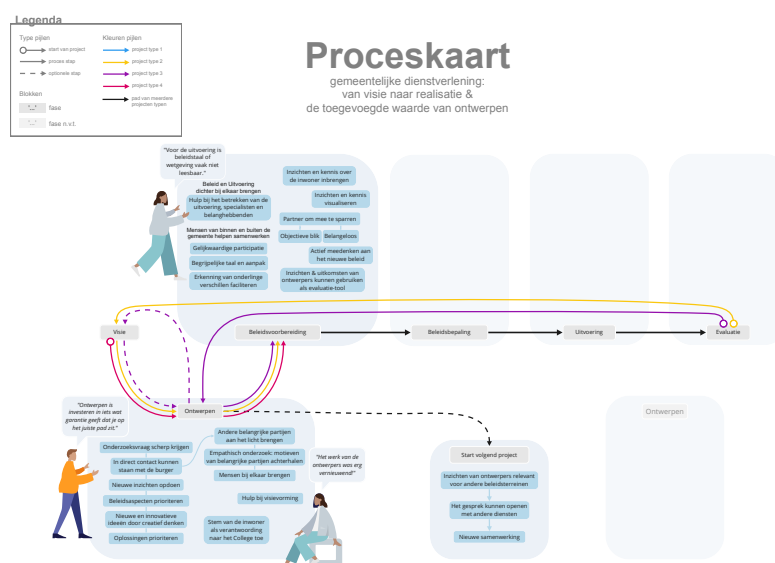 Legenda
Type pijlen
start van project
proces stap
optionele stap
Blokken
'...'
fase
'...'
fase n.v.t.
Kleuren pijlen
project type 1
project type 2
project type 3
project type 4
pad van meerdere
projecten typen
Proceskaart
gemeentelijke dienstverlening:
van visie naar realisatie &
de toegevoegde waarde van ontwerpen
"Voor de uitvoering is
beleidstaal of
wetgeving vaak niet
leesbaar."
Beleid en Uitvoering
dichter bij elkaar brengen
Hulp bij het betrekken van de
uitvoering, specialisten en
belanghebbenden
Mensen van binnen en buiten de
gemeente helpen samenwerken
Gelijkwaardige participatie
Begrijpelijke taal en aanpak
Erkenning van onderlinge
verschillen faciliteren
Inzichten en kennis over
de inwoner inbrengen
Inzichten en kennis
visualiseren
Partner om mee te sparren
Objectieve blik
Belangeloos
Actief meedenken aan
het nieuwe beleid
Inzichten & uitkomsten van
ontwerpers kunnen gebruiken
als evaluatie-tool
Visie
Beleidsvoorbereiding
Beleidsbepaling
Uitvoering
Evaluatie
Ontwerpen
Ontwerpen
"Ontwerpen is
investeren in iets wat
garantie geeft dat je op
het juiste pad zit."
Onderzoeksvraag scherp krijgen
In direct contact kunnen
staan met de burger
Nieuwe inzichten opdoen
Beleidsaspecten prioriteren
Nieuwe en innovatieve
ideeën door creatief denken
Oplossingen prioriteren
Andere belangrijke partijen
aan het licht brengen
Empathisch onderzoek: motieven
van belangrijke partijen achterhalen
Mensen bij elkaar brengen
Hulp bij visievorming
Stem van de inwoner
als verantwoording
naar het College toe
"Het werk van de
ontwerpers was erg
vernieuwend!"
Start volgend project
Inzichten van ontwerpers relevant
voor andere beleidsterreinen
Het gesprek kunnen openen
met andere diensten
Nieuwe samenwerking